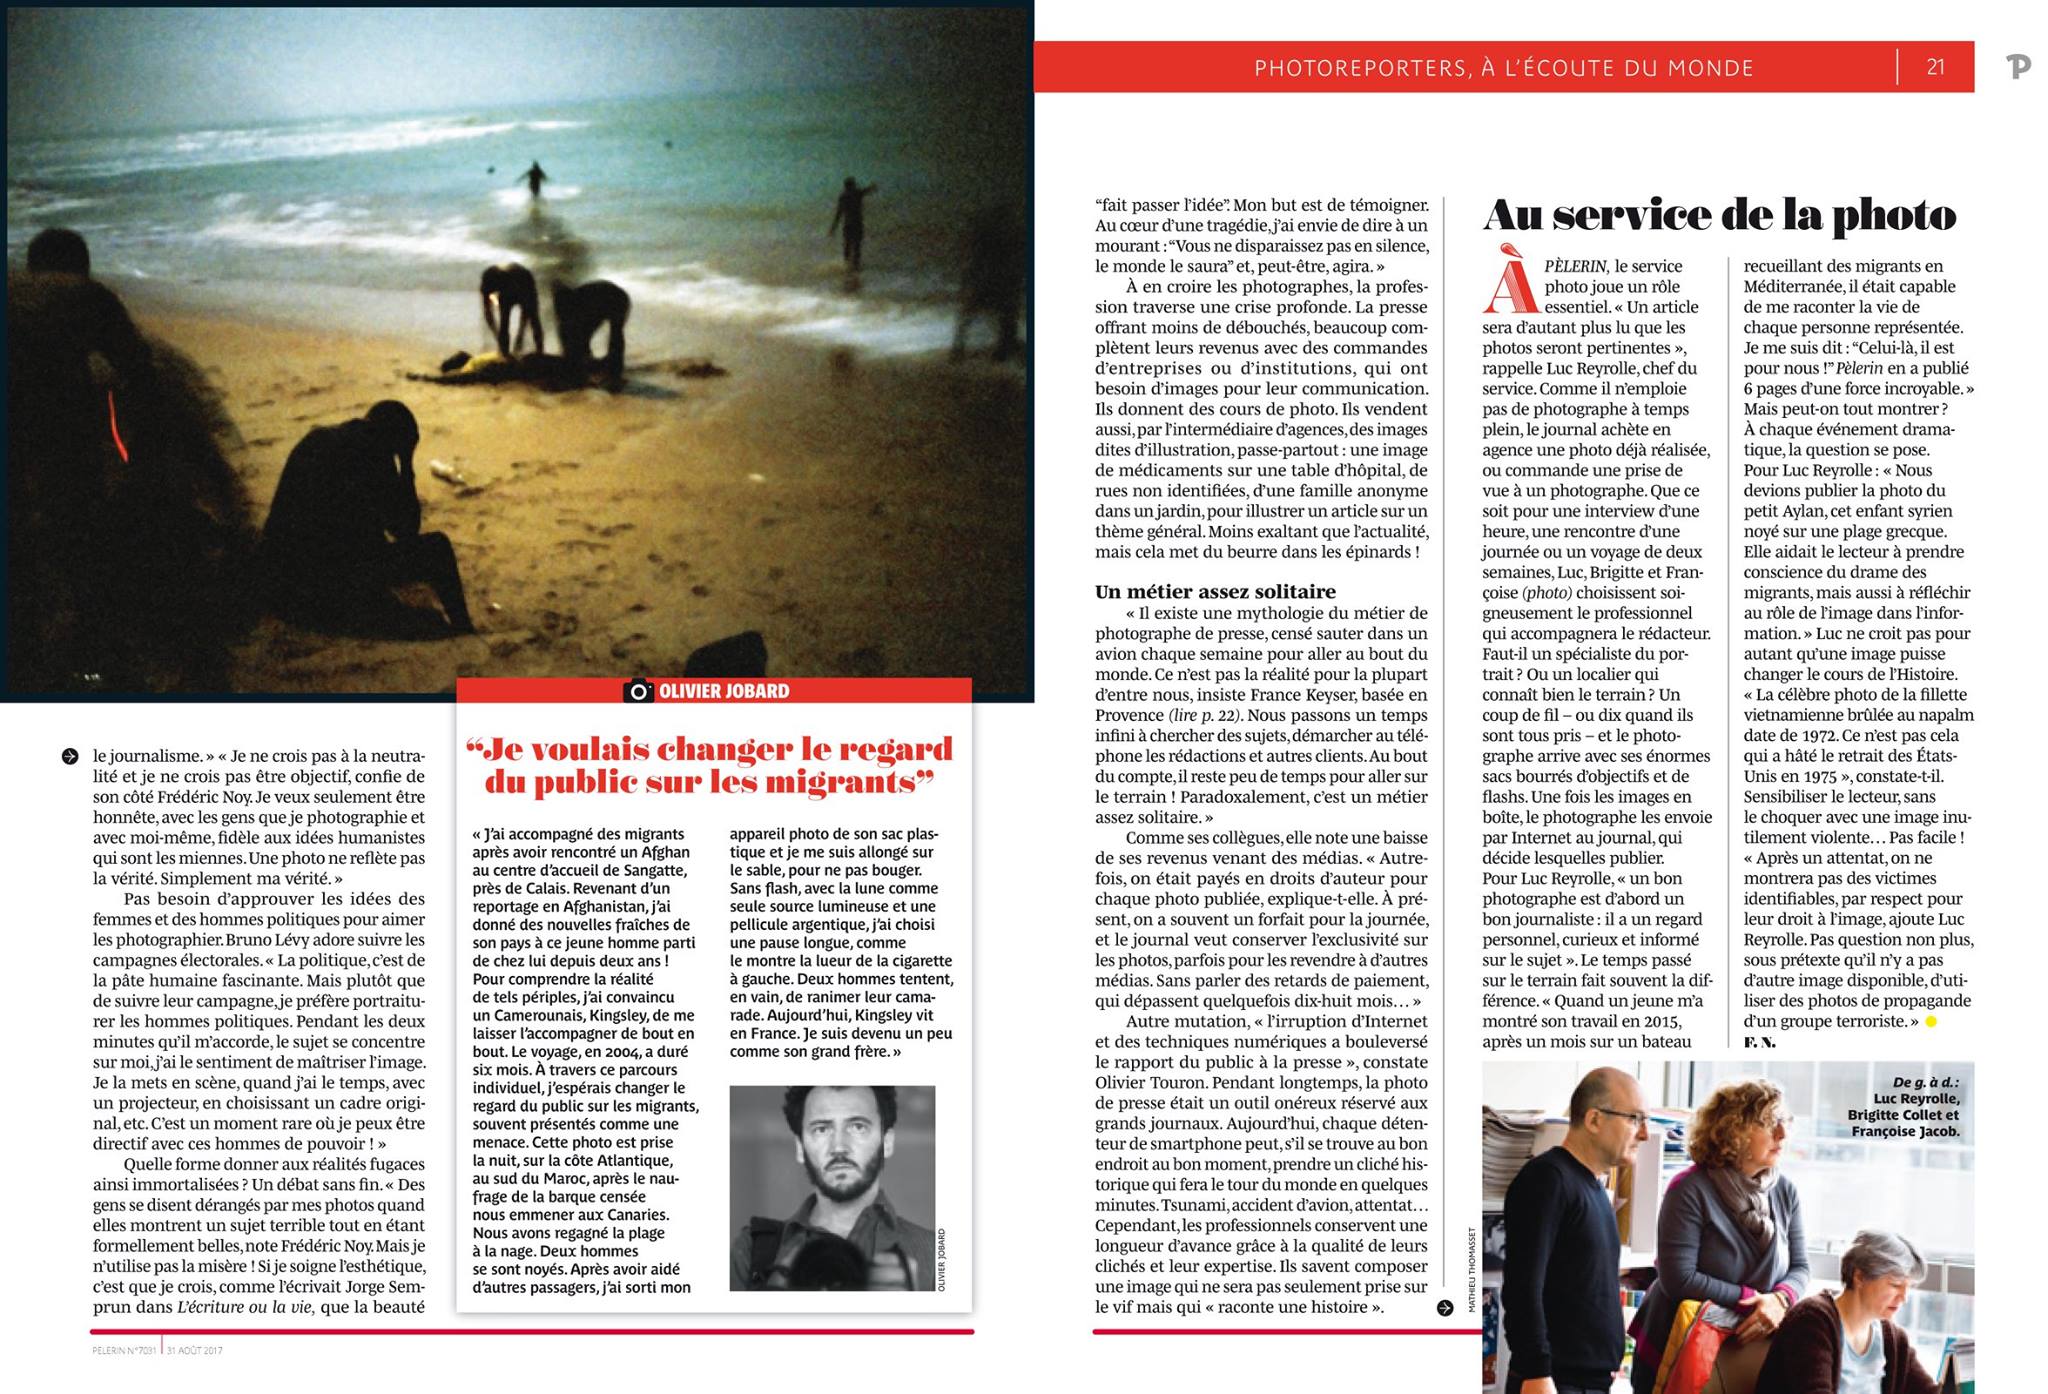 PHOTOREPORTERS, À L'ÉCOUTE DU MONDE
21
P
OLIVIER JOBARD
“Je voulais changer le regard
du public sur les migrants”
« J'ai accompagné des migrants
après avoir rencontré un Afghan
au centre d'accueil de Sangatte,
près de Calais. Revenant d'un
reportage en Afghanistan, j'ai
donné des nouvelles fraîches de
son pays à ce jeune homme parti
de chez lui depuis deux ans !
Pour comprendre la réalité
de tels périples, j'ai convaincu
un Camerounais, Kingsley, de me
laisser l'accompagner de bout en
bout. Le voyage, en 2004, a duré
six mois. À travers ce parcours
individuel, j'espérais changer le
regard du public sur les migrants,
souvent présentés comme une
menace. Cette photo est prise
la nuit, sur la côte Atlantique,
au sud du Maroc, après le nau-
frage de la barque censée
nous emmener aux Canaries.
Nous avons regagné la plage
à la nage. Deux hommes
se sont noyés. Après avoir aidé
d'autres passagers, j'ai sorti mon
appareil photo de son sac plas-
tique et je me suis allongé sur
le sable, pour ne pas bouger.
Sans flash, avec la lune comme
seule source lumineuse et une
pellicule argentique, j'ai choisi
une pause longue, comme
le montre la lueur de la cigarette
à gauche. Deux hommes tentent,
en vain, de ranimer leur cama-
rade. Aujourd'hui, Kingsley vit
en France. Je suis devenu un peu
comme son grand frère. »
OLIVIER JOBARD
le journalisme. » « Je ne crois pas à la neutra-
lité et je ne crois pas être objectif, confie de
son côté Frédéric Noy. Je veux seulement être
honnête, avec les gens que je photographie et
avec moi-même, fidèle aux idées humanistes
qui sont les miennes. Une photo ne reflète pas
la vérité. Simplement ma vérité. »
Pas besoin d'approuver les idées des
femmes et des hommes politiques pour aimer
les photographier. Bruno Lévy adore suivre les
campagnes électorales. « La politique, c'est de
la pâte humaine fascinante. Mais plutôt que
de suivre leur campagne, je préfère portraitu-
rer les hommes politiques. Pendant les deux
minutes qu'il m'accorde, le sujet se concentre
sur moi, j'ai le sentiment de maîtriser l'image.
Je la mets en scène, quand j'ai le temps, avec
un projecteur, en choisissant un cadre origi-
nal, etc. C'est un moment rare où je peux être
directif avec ces hommes de pouvoir ! »
Quelle forme donner aux réalités fugaces
ainsi immortalisées ? Un débat sans fin. « Des
gens se disent dérangés par mes photos quand
elles montrent un sujet terrible tout en étant
formellement belles, note Frédéric Noy. Mais je
n'utilise pas la misère ! Si je soigne l'esthétique,
c'est que je crois, comme l'écrivait Jorge Sem-
prun dans L'écriture ou la vie, que la beauté
PÈLERIN N°7031 | 31 AOÛT 2017
“fait passer l'idée”. Mon but est de témoigner.
Au cœur d'une tragédie, j'ai envie de dire à un
mourant : “Vous ne disparaissez pas en silence,
le monde le saura” et, peut-être, agira. »
À en croire les photographes, la profes-
sion traverse une crise profonde. La presse
offrant moins de débouchés, beaucoup com-
plètent leurs revenus avec des commandes
d'entreprises ou d'institutions, qui ont
besoin d'images pour leur communication.
Ils donnent des cours de photo. Ils vendent
aussi, par l'intermédiaire d'agences, des images
dites d'illustration, passe-partout : une image
de médicaments sur une table d'hôpital, de
rues non identifiées, d'une famille anonyme
dans un jardin, pour illustrer un article sur un
thème général. Moins exaltant que l'actualité,
mais cela met du beurre dans les épinards !
Un métier assez solitaire
« Il existe une mythologie du métier de
photographe de presse, censé sauter dans un
avion chaque semaine pour aller au bout du
monde. Ce n'est pas la réalité pour la plupart
d'entre nous, insiste France Keyser, basée en
Provence (lire p. 22). Nous passons un temps
infini à chercher des sujets, démarcher au télé-
phone les rédactions et autres clients. Au bout
du compte, il reste peu de temps pour aller sur
le terrain ! Paradoxalement, c'est un métier
assez solitaire. »
Comme ses collègues, elle note une baisse
de ses revenus venant des médias. « Autre-
fois, on était payés en droits d'auteur pour
chaque photo publiée, explique-t-elle. À pré-
sent, on a souvent un forfait pour la journée,
et le journal veut conserver l'exclusivité sur
les photos, parfois pour les revendre à d'autres
médias. Sans parler des retards de paiement,
qui dépassent quelquefois dix-huit mois… »
Autre mutation, « l'irruption d'Internet
et des techniques numériques a bouleversé
le rapport du public à la presse », constate
Olivier Touron. Pendant longtemps, la photo
de presse était un outil onéreux réservé aux
grands journaux. Aujourd'hui, chaque déten-
teur de smartphone peut, s'il se trouve au bon
endroit au bon moment, prendre un cliché his-
torique qui fera le tour du monde en quelques
minutes. Tsunami, accident d'avion, attentat…
Cependant, les professionnels conservent une
longueur d'avance grâce à la qualité de leurs
clichés et leur expertise. Ils savent composer
une image qui ne sera pas seulement prise sur
le vif mais qui « raconte une histoire ».
Au service de la photo
À PÈLERIN, le service
photo joue un rôle
essentiel. « Un article
sera d'autant plus lu que les
photos seront pertinentes »,
rappelle Luc Reyrolle, chef du
service. Comme il n'emploie
pas de photographe à temps
plein, le journal achète en
agence une photo déjà réalisée,
ou commande une prise de
vue à un photographe. Que ce
soit pour une interview d'une
heure, une rencontre d'une
journée ou un voyage de deux
semaines, Luc, Brigitte et Fran-
çoise (photo) choisissent soi-
gneusement le professionnel
qui accompagnera le rédacteur.
Faut-il un spécialiste du por-
trait ? Ou un localier qui
connaît bien le terrain ? Un
coup de fil – ou dix quand ils
sont tous pris – et le photo-
graphe arrive avec ses énormes
sacs bourrés d'objectifs et de
flashs. Une fois les images en
boîte, le photographe les envoie
par Internet au journal, qui
décide lesquelles publier.
Pour Luc Reyrolle, « un bon
photographe est d'abord un
bon journaliste : il a un regard
personnel, curieux et informé
sur le sujet ». Le temps passé
sur le terrain fait souvent la dif-
férence. « Quand un jeune m'a
montré son travail en 2015,
après un mois sur un bateau
recueillant des migrants en
Méditerranée, il était capable
de me raconter la vie de
chaque personne représentée.
Je me suis dit : “Celui-là, il est
pour nous !” Pèlerin en a publié
6 pages d'une force incroyable. »
Mais peut-on tout montrer ?
À chaque événement drama-
tique, la question se pose.
Pour Luc Reyrolle : « Nous
devions publier la photo du
petit Aylan, cet enfant syrien
noyé sur une plage grecque.
Elle aidait le lecteur à prendre
conscience du drame des
migrants, mais aussi à réfléchir
au rôle de l'image dans l'infor-
mation. » Luc ne croit pas pour
autant qu'une image puisse
changer le cours de l'Histoire.
« La célèbre photo de la fillette
vietnamienne brûlée au napalm
date de 1972. Ce n'est pas cela
qui a hâté le retrait des États-
Unis en 1975 », constate-t-il.
Sensibiliser le lecteur, sans
le choquer avec une image inu-
tilement violente… Pas facile !
« Après un attentat, on ne
montrera pas des victimes
identifiables, par respect pour
leur droit à l'image, ajoute Luc
Reyrolle. Pas question non plus,
sous prétexte qu'il n'y a pas
d'autre image disponible, d'uti-
liser des photos de propagande
d'un groupe terroriste. »
F. N.
De g. à d. :
Luc Reyrolle,
Brigitte Collet et
Françoise Jacob.
MATHIEU THOMASSET